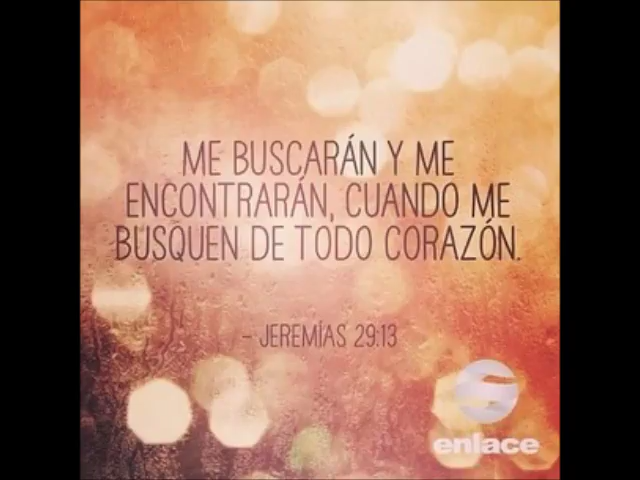 ME BUSCARÁN Y ME
ENCONTRARÁN, CUANDO ME
BUSQUEN DE TODO CORAZÓN.
- JEREMÍAS 29:13
enlace